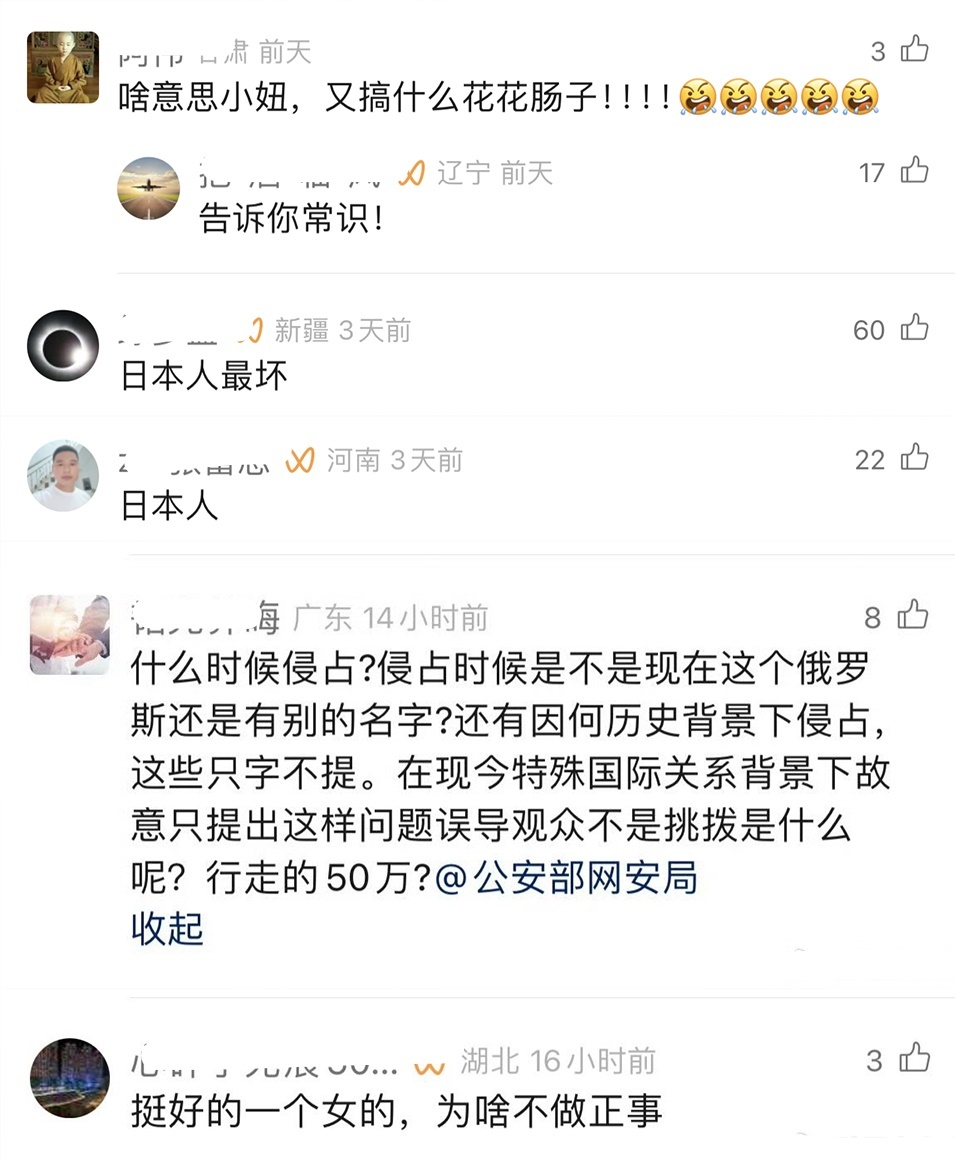 肃 前天
3
啥意思小妞，又搞什么花花肠子！！！！
辽宁 前天
17
告诉你常识！
新疆 3天前
60
日本人最坏
河南 3天前
22
日本人
海 广东 14小时前
8
什么时候侵占?侵占时候是不是现在这个俄罗
斯还是有别的名字?还有因何历史背景下侵占，
这些只字不提。在现今特殊国际关系背景下故
意只提出这样问题误导观众不是挑拨是什么
呢？行走的50万?@公安部网安局
收起
湖北 16小时前
3
挺好的一个女的，为啥不做正事